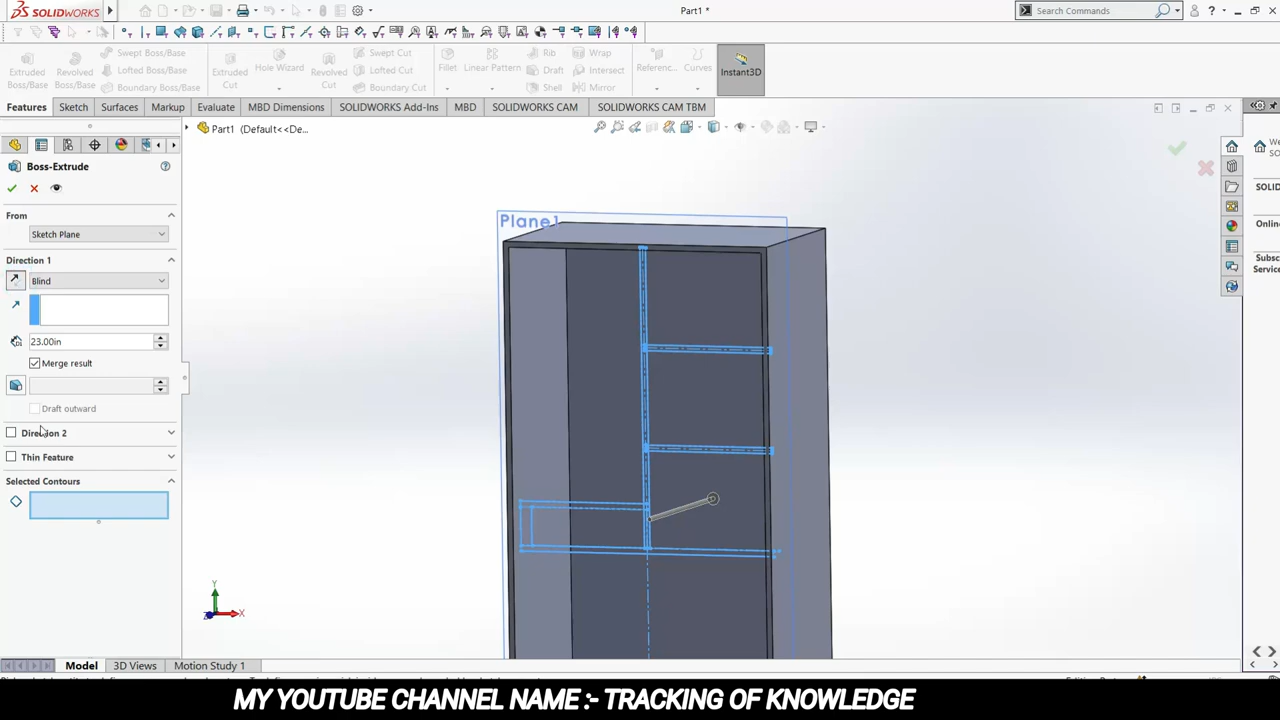 SOLIDWORKS
Part1 *
Search Commands
Extruded Boss/Base
Revolved Boss/Base
Swept Boss/Base
Lofted Boss/Base
Boundary Boss/Base
Extruded Cut
Hole Wizard
Revolved Cut
Swept Cut
Lofted Cut
Boundary Cut
Fillet
Linear Pattern
Rib
Draft
Shell
Wrap
Intersect
Mirror
Referenc...
Curves
Instant3D
Features
Sketch
Surfaces
Markup
Evaluate
MBD Dimensions
SOLIDWORKS Add-Ins
MBD
SOLIDWORKS CAM
SOLIDWORKS CAM TBM
Part1 (Default<<De...
Boss-Extrude
From
Sketch Plane
Direction 1
Blind
23.00in
Merge result
Draft outward
Direction 2
Thin Feature
Selected Contours
Plane1
Y
X
We
SOLID
Online
Subsc
Servic
Model
3D Views
Motion Study 1
MY YOUTUBE CHANNEL NAME :- TRACKING OF KNOWLEDGE